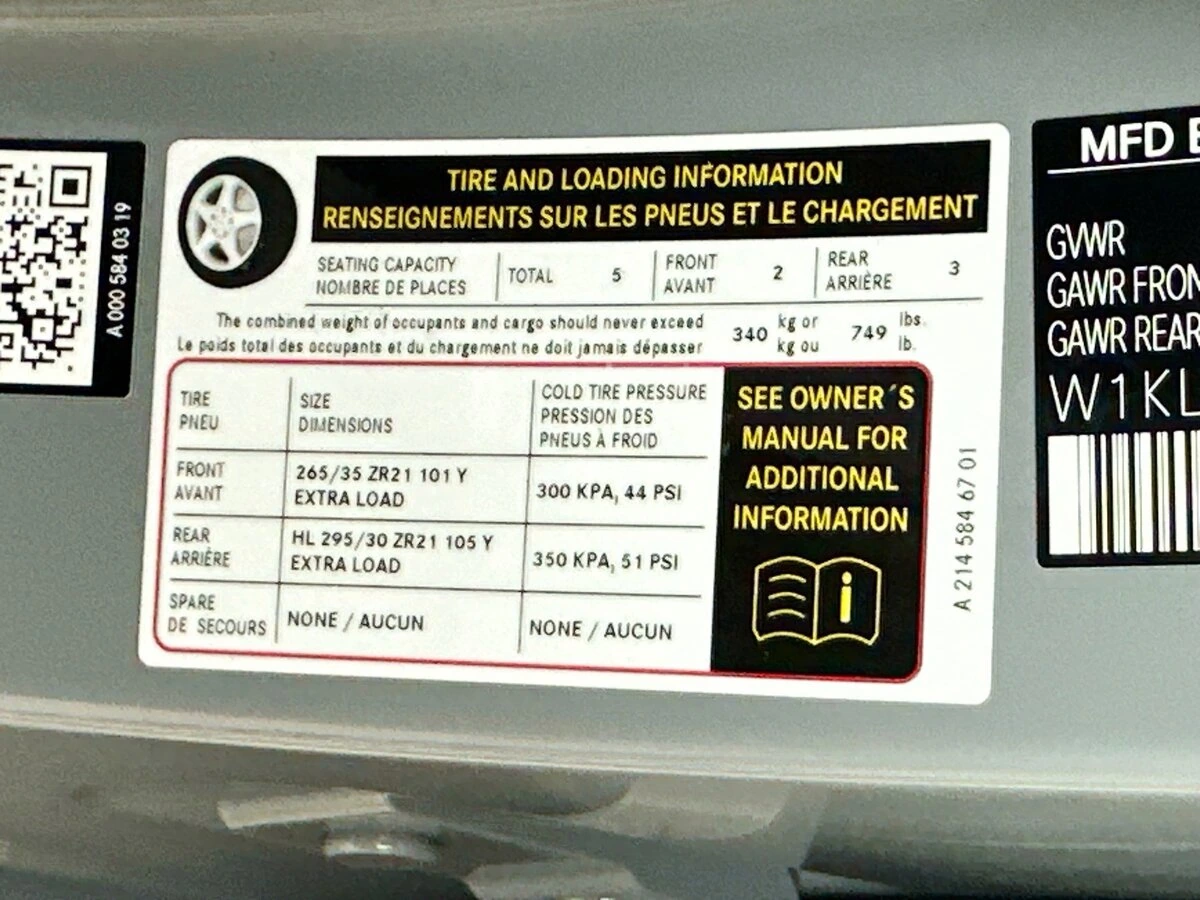 A 000 584 03 19
TIRE AND LOADING INFORMATION
RENSEIGNEMENTS SUR LES PNEUS ET LE CHARGEMENT
SEATING CAPACITY
NOMBRE DE PLACES
TOTAL 5
FRONT
AVANT
2
REAR
ARRIÈRE
3
The combined weight of occupants and cargo should never exceed
Le poids total des occupants et du chargement ne doit jamais dépasser
340
kg or
kg ou
749
lbs.
lb.
TIRE
PNEU
SIZE
DIMENSIONS
COLD TIRE PRESSURE
PRESSION DES
PNEUS À FROID
FRONT
AVANT
265/35 ZR21 101 Y
EXTRA LOAD
300 KPA, 44 PSI
REAR
ARRIÈRE
HL 295/30 ZR21 105 Y
EXTRA LOAD
350 KPA, 51 PSI
SPARE
DE SECOURS
NONE / AUCUN
NONE / AUCUN
SEE OWNER´S
MANUAL FOR
ADDITIONAL
INFORMATION
i
A 214 584 67 01
MFD
GVWR
GAWR FRON
GAWR REAR
W1KL